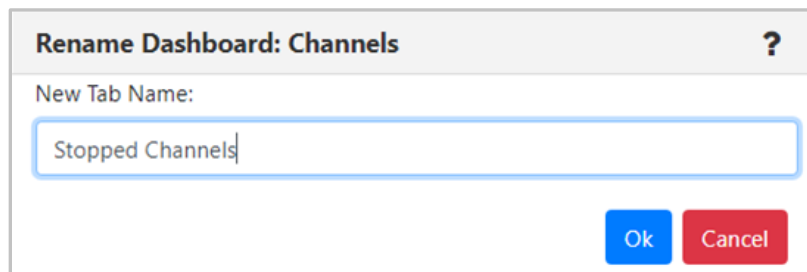 Rename Dashboard: Channels ?
New Tab Name:
Stopped Channels
Ok Cancel